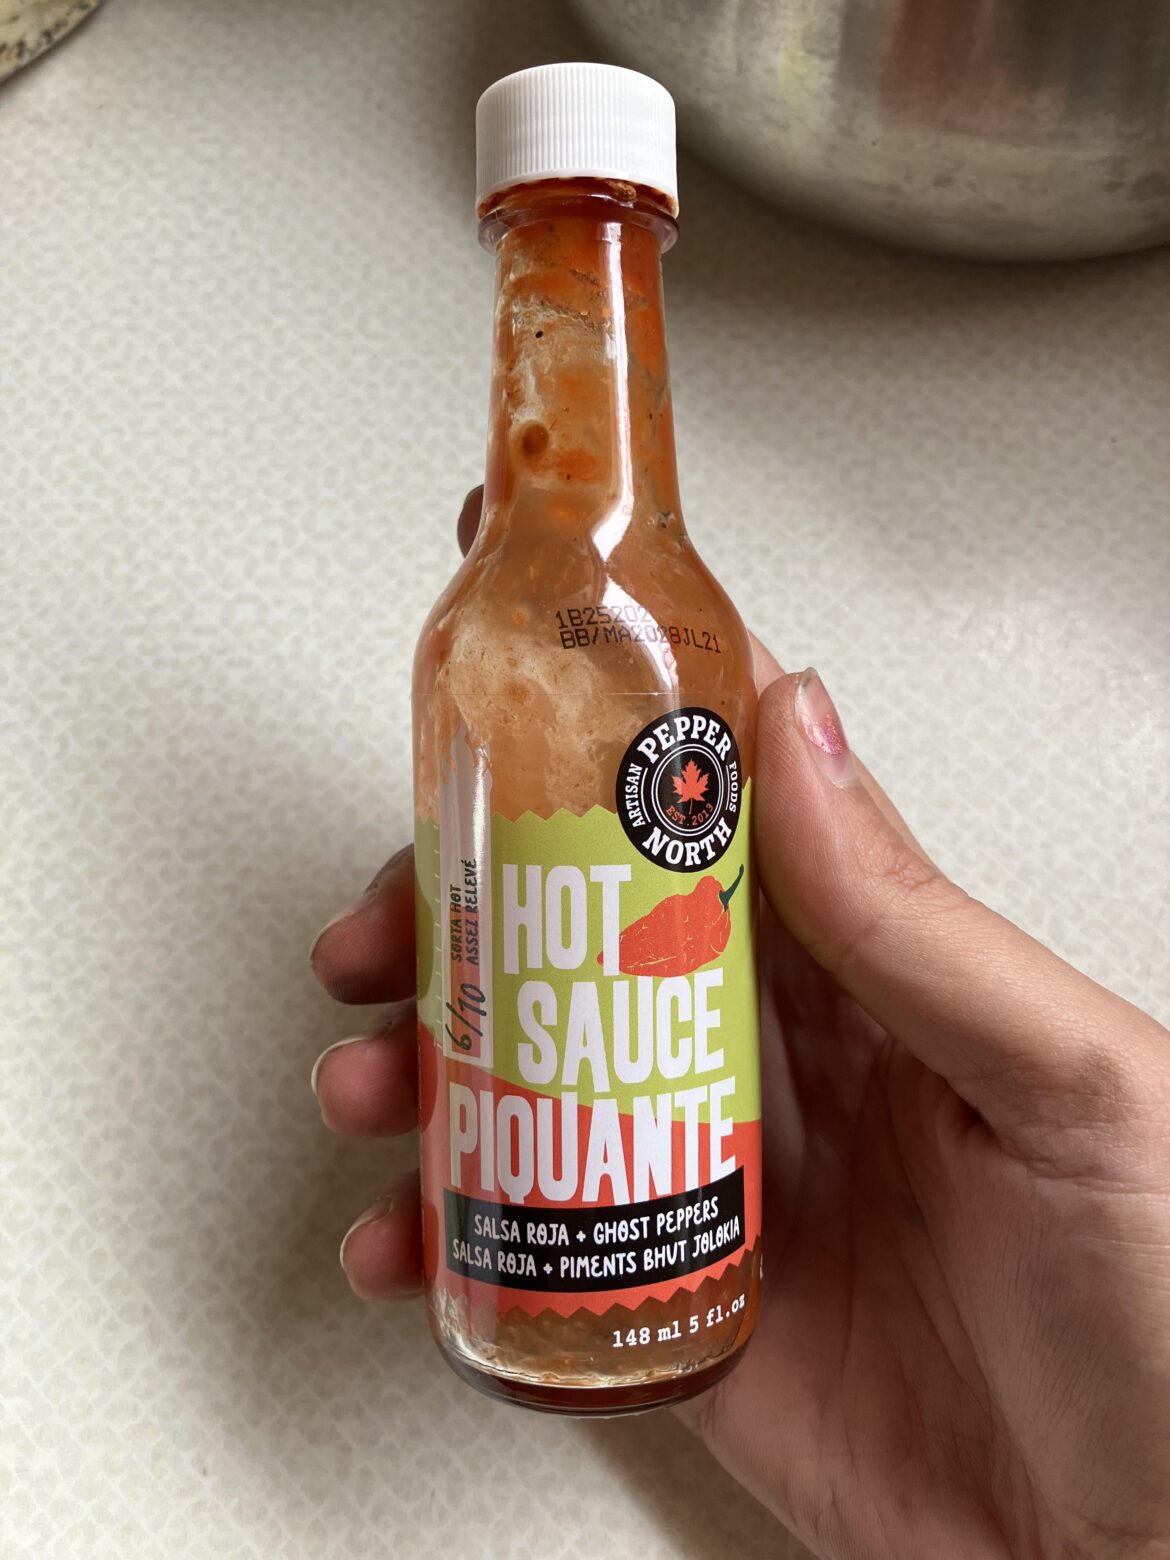 1B25202
BB/MA2028JL21
PEPPER
ARTISAN
FOODS
EST. 2013
NORTH
SORTA HOT
ASSEZ RELEVÉ
6/10
HOT
SAUCE
PIQUANTE
SALSA ROJA + GHOST PEPPERS
SALSA ROJA + PIMENTS BHUT JOLOKIA
148 ml 5 fl.oz